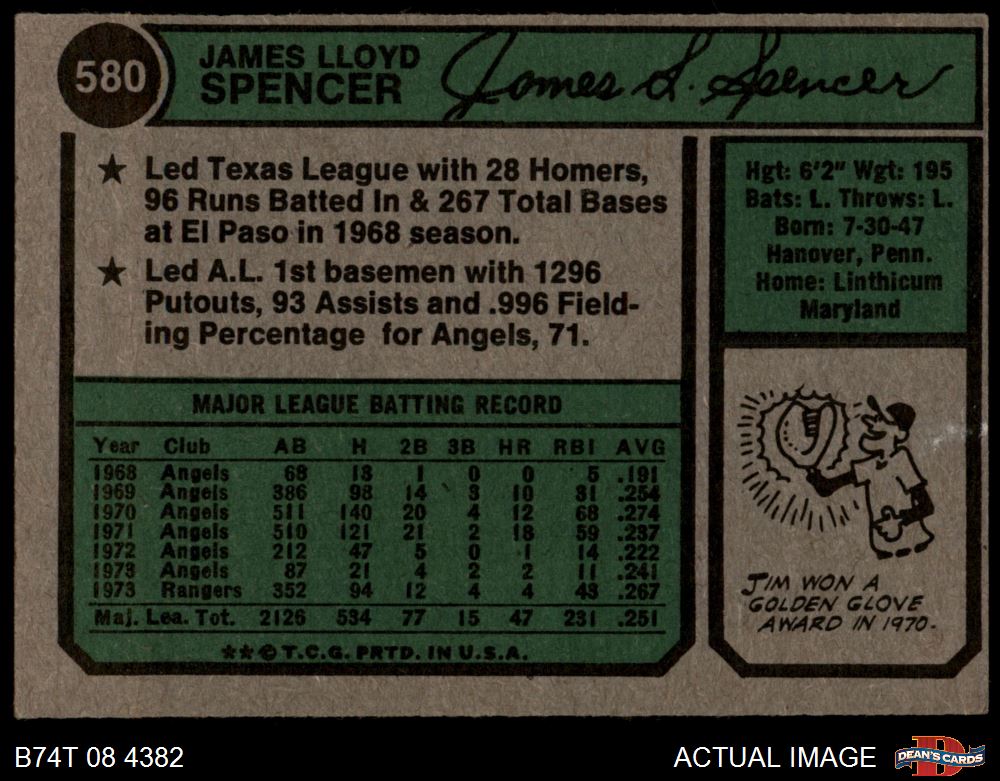 580
JAMES LLOYD
SPENCER
James L. Spencer
★ Led Texas League with 28 Homers,
96 Runs Batted In & 267 Total Bases
at El Paso in 1968 season.
★ Led A.L. 1st basemen with 1296
Putouts, 93 Assists and .996 Field-
ing Percentage for Angels, 71.
Hgt: 6'2" Wgt: 195
Bats: L. Throws: L.
Born: 7-30-47
Hanover, Penn.
Home: Linthicum
Maryland
MAJOR LEAGUE BATTING RECORD
Year Club AB H 2B 3B HR RBI AVG
1968 Angels 68 13 1 0 0 5 .191
1969 Angels 386 98 14 3 10 31 .254
1970 Angels 511 140 20 4 12 68 .274
1971 Angels 510 121 21 2 18 59 .237
1972 Angels 212 47 5 0 1 14 .222
1973 Angels 87 21 4 2 2 11 .241
1973 Rangers 352 94 12 4 4 43 .267
Maj. Lea. Tot. 2126 534 77 15 47 231 .251
★★© T.C.G. PRTD. IN U.S.A.
JIM WON A
GOLDEN GLOVE
AWARD IN 1970.
B74T 08 4382
ACTUAL IMAGE
D
DEAN'S CARDS